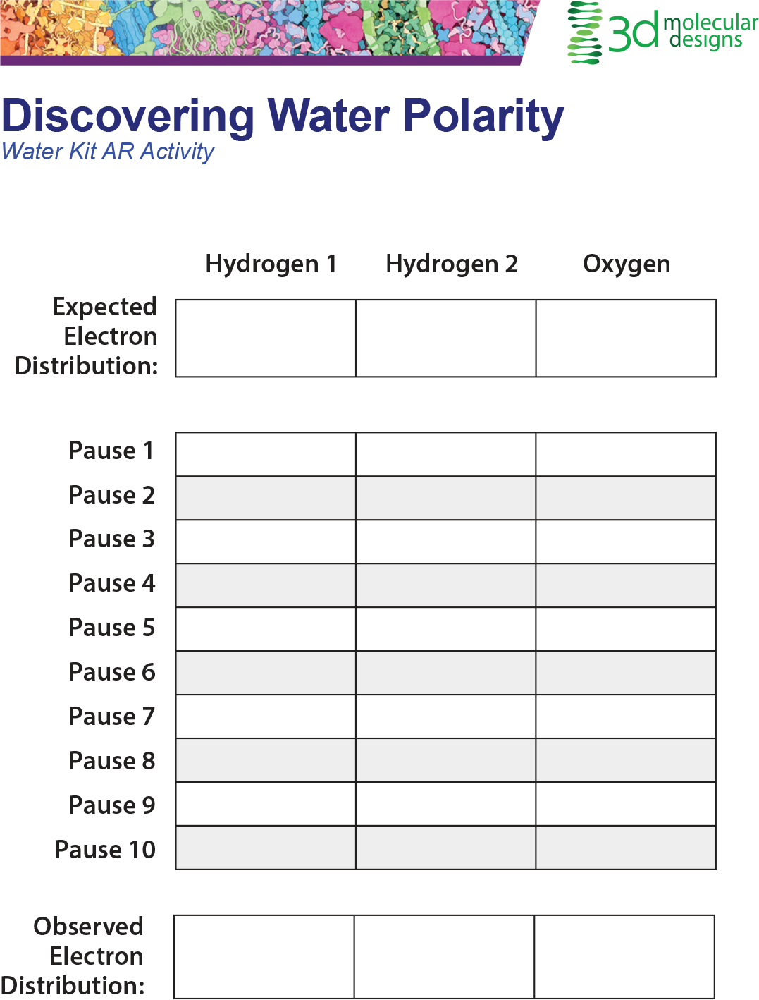 3d molecular
designs
Discovering Water Polarity
Water Kit AR Activity
Hydrogen 1 Hydrogen 2 Oxygen
Expected
Electron
Distribution:
Pause 1
Pause 2
Pause 3
Pause 4
Pause 5
Pause 6
Pause 7
Pause 8
Pause 9
Pause 10
Observed
Electron
Distribution: